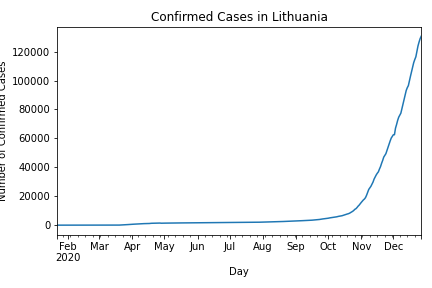 Confirmed Cases in Lithuania
Number of Confirmed Cases
120000
100000
80000
60000
40000
20000
0
Feb Mar Apr May Jun Jul Aug Sep Oct Nov Dec
2020
Day